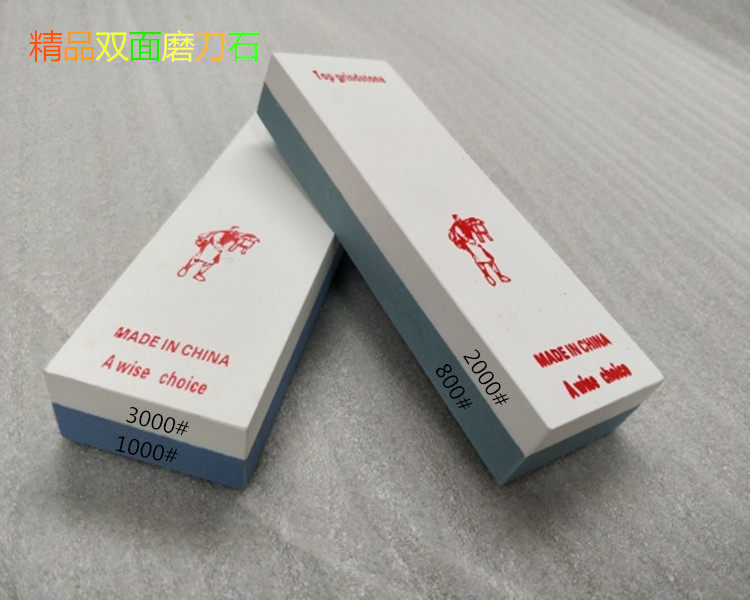 精品双面磨刀石
Top grindstone
MADE IN CHINA
A wise choice
3000#
1000#
MADE IN CHINA
A wise choice
2000#
800#